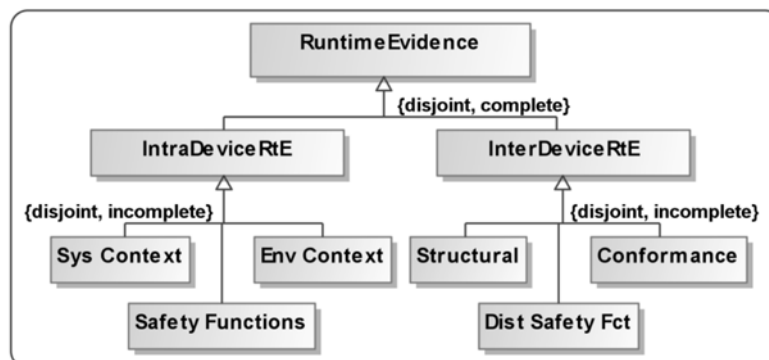 RuntimeEvidence
{disjoint, complete}
IntraDeviceRtE
InterDeviceRtE
{disjoint, incomplete}
{disjoint, incomplete}
Sys Context
Env Context
Structural
Conformance
Safety Functions
Dist Safety Fct